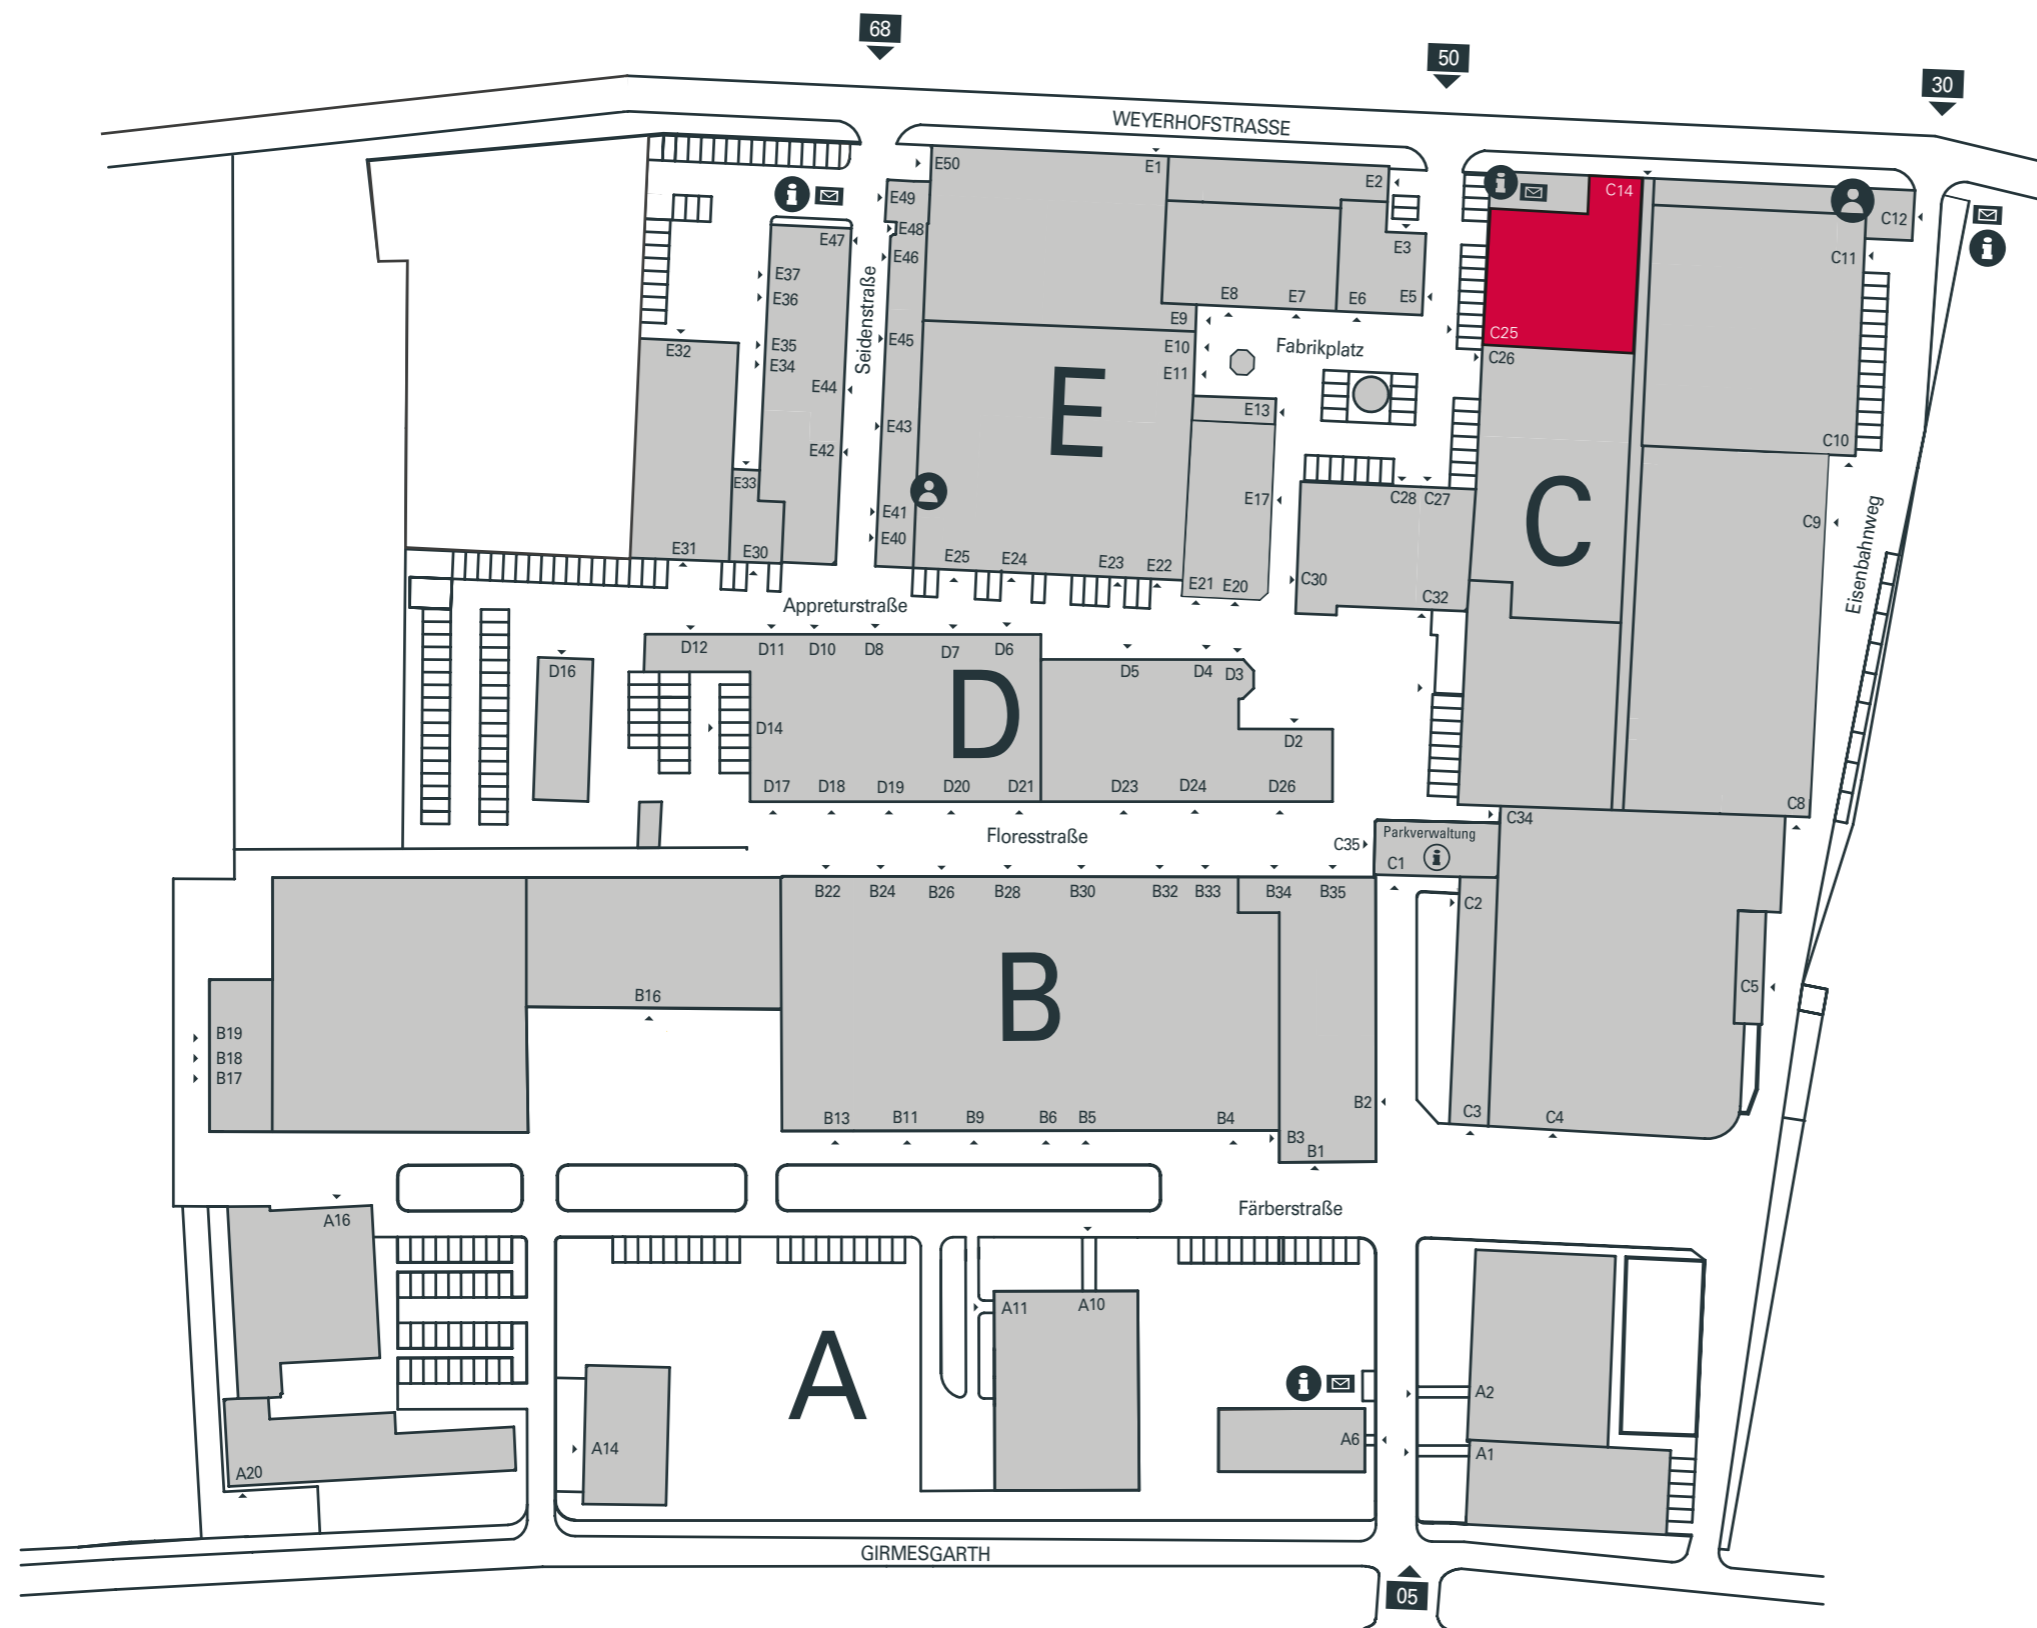 68
50
30
WEYERHOFSTRASSE
E50
E1
E2
C14
C12
E49
E48
E47
E46
E3
C11
E37
E36
E8
E7
E6
E5
E9
C25
E35
E34
E32
E45
E10
E11
Fabrikplatz
C26
Seidenstraße
E44
E43
E42
E
E13
C10
E33
E17
C28
C27
C
C9
Eisenbahnweg
E41
E40
E31
E30
E25
E24
E23
E22
E21
E20
C30
C32
Appreturstraße
D12
D11
D10
D8
D7
D6
D16
D5
D4
D3
D
D14
D2
D17
D18
D19
D20
D21
D23
D24
D26
C8
C34
Floresstraße
Parkverwaltung
C35
C1
B22
B24
B26
B28
B30
B32
B33
B34
B35
C2
B
B16
C5
B19
B18
B17
B13
B11
B9
B6
B5
B4
B3
B2
B1
C3
C4
Färberstraße
A16
A11
A10
A
A2
A14
A6
A1
A20
GIRMESGARTH
05